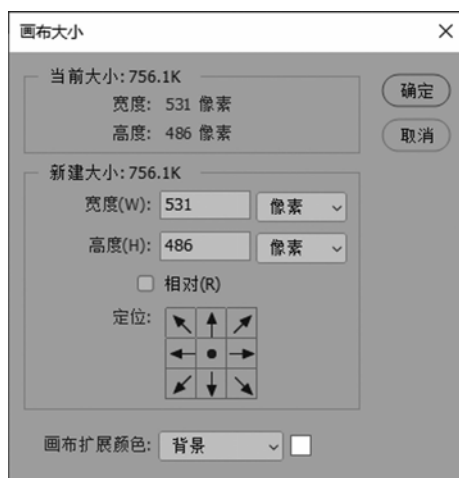 画布大小
当前大小: 756.1K
宽度: 531 像素
高度: 486 像素
确定
取消
新建大小: 756.1K
宽度(W): 531 像素
高度(H): 486 像素
相对(R)
定位:
画布扩展颜色: 背景